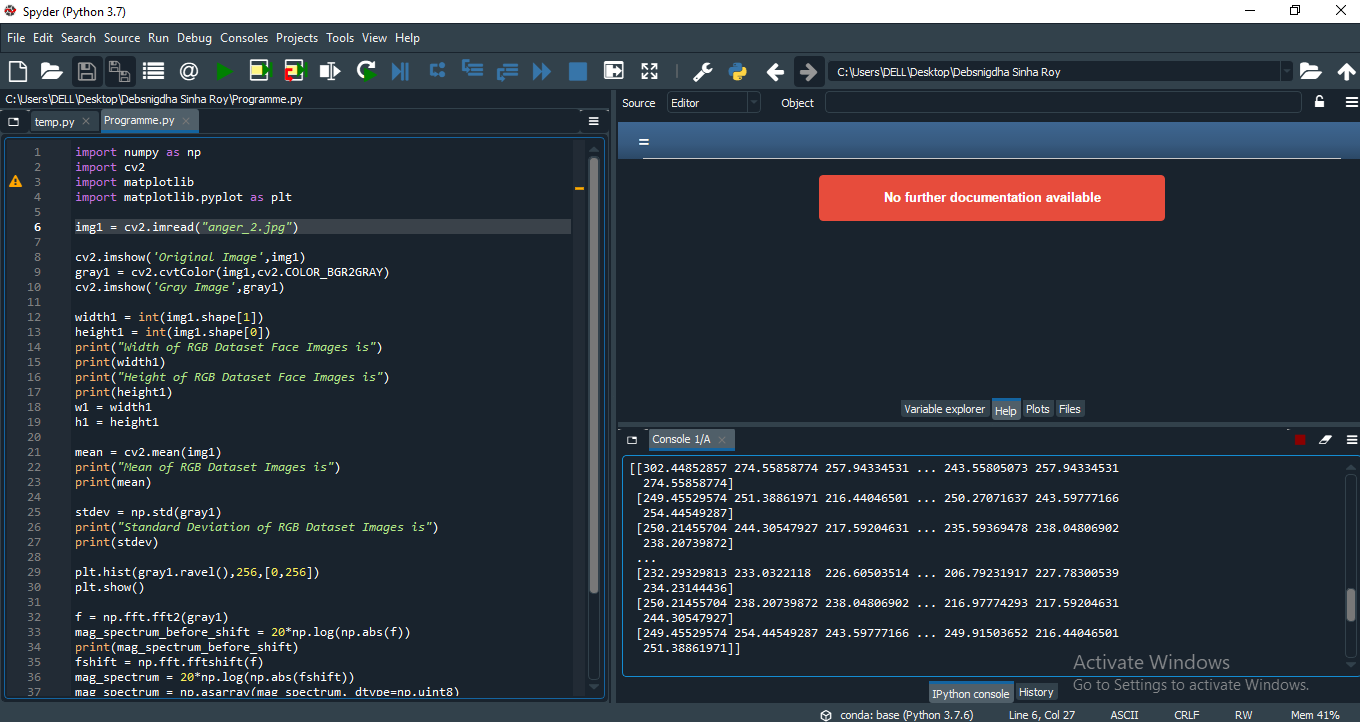 Spyder (Python 3.7)
File Edit Search Source Run Debug Consoles Projects Tools View Help
C:\Users\DELL\Desktop\Debsnigdha Sinha Roy
C:\Users\DELL\Desktop\Debsnigdha Sinha Roy\Programme.py
temp.py Programme.py
1 import numpy as np
2 import cv2
3 import matplotlib
4 import matplotlib.pyplot as plt
5
6 img1 = cv2.imread("anger_2.jpg")
7
8 cv2.imshow('Original Image',img1)
9 gray1 = cv2.cvtColor(img1,cv2.COLOR_BGR2GRAY)
10 cv2.imshow('Gray Image',gray1)
11
12 width1 = int(img1.shape[1])
13 height1 = int(img1.shape[0])
14 print("Width of RGB Dataset Face Images is")
15 print(width1)
16 print("Height of RGB Dataset Face Images is")
17 print(height1)
18 w1 = width1
19 h1 = height1
20
21 mean = cv2.mean(img1)
22 print("Mean of RGB Dataset Images is")
23 print(mean)
24
25 stdev = np.std(gray1)
26 print("Standard Deviation of RGB Dataset Images is")
27 print(stdev)
28
29 plt.hist(gray1.ravel(),256,[0,256])
30 plt.show()
31
32 f = np.fft.fft2(gray1)
33 mag_spectrum_before_shift = 20*np.log(np.abs(f))
34 print(mag_spectrum_before_shift)
35 fshift = np.fft.fftshift(f)
36 mag_spectrum = 20*np.log(np.abs(fshift))
37 mag_spectrum = np.asarray(mag_spectrum, dtype=np.uint8)
Source Editor Object
=
No further documentation available
Variable explorer Help Plots Files
Console 1/A
[[302.44852857 274.55858774 257.94334531 ... 243.55805073 257.94334531
274.55858774]
[249.45529574 251.38861971 216.44046501 ... 250.27071637 243.59777166
254.44549287]
[250.21455704 244.30547927 217.59204631 ... 235.59369478 238.04806902
238.20739872]
...
[232.29329813 233.0322118 226.60503514 ... 206.79231917 227.78300539
234.23144436]
[250.21455704 238.20739872 238.04806902 ... 216.97774293 217.59204631
244.30547927]
[249.45529574 254.44549287 243.59777166 ... 249.91503652 216.44046501
251.38861971]]
Activate Windows
Go to Settings to activate Windows.
IPython console History
conda: base (Python 3.7.6) Line 6, Col 27 ASCII CRLF RW Mem 41%